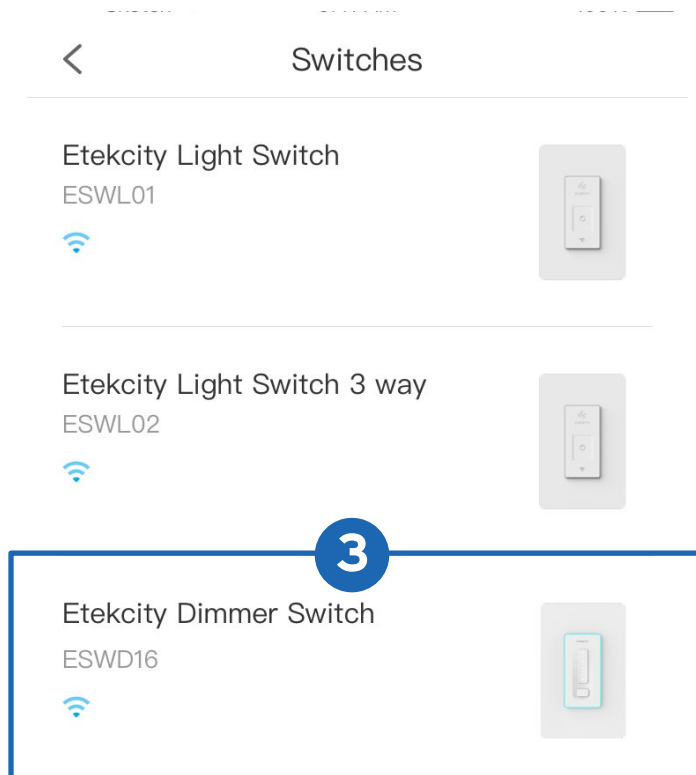 Switches
Etekcity Light Switch
ESWL01
Etekcity Light Switch 3 way
ESWL02
3
Etekcity Dimmer Switch
ESWD16